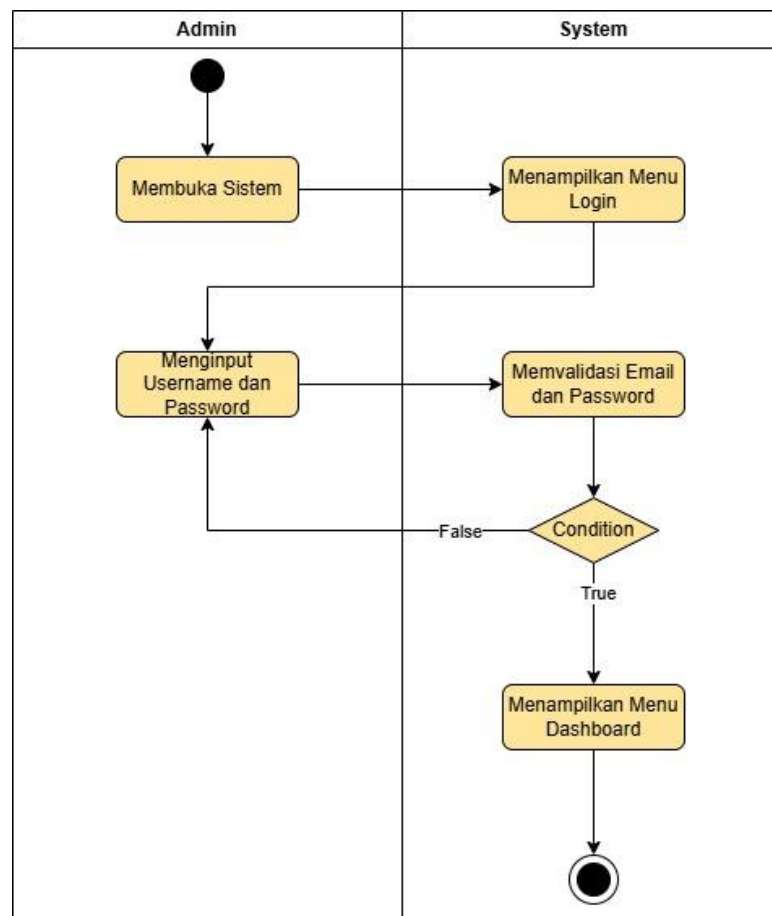 Admin
System
Membuka Sistem
Menampilkan Menu
Login
Menginput
Username dan
Password
Memvalidasi Email
dan Password
Condition
False
True
Menampilkan Menu
Dashboard